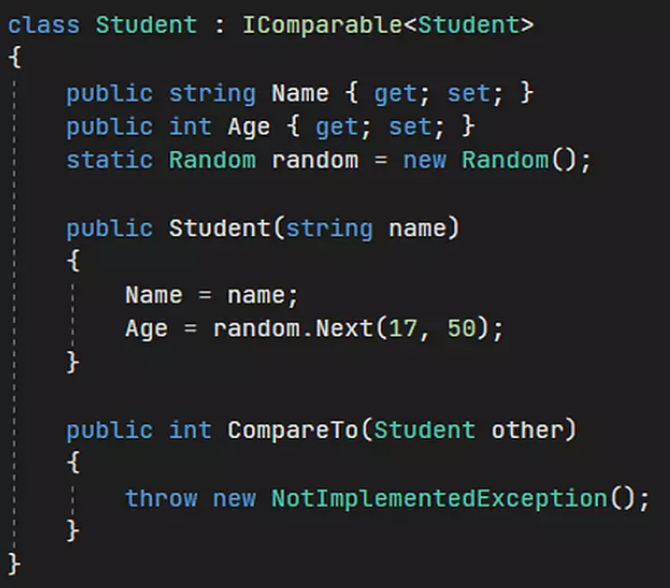 class Student : IComparable<Student>
{
public string Name { get; set; }
public int Age { get; set; }
static Random random = new Random();
public Student(string name)
{
Name = name;
Age = random.Next(17, 50);
}
public int CompareTo(Student other)
{
throw new NotImplementedException();
}
}